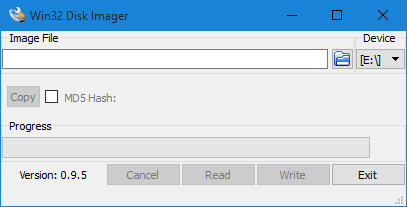 Win32 Disk Imager
Image File Device
[E:\]
Copy MD5 Hash:
Progress
Version: 0.9.5 Cancel Read Write Exit